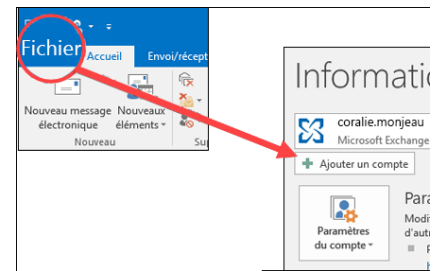 Fichier
Accueil
Envoi/récept
Nouveau message
électronique
Nouveaux
éléments
Nouveau
Informatio
coralie.monjeau
Microsoft Exchange
Ajouter un compte
Paramètres
du compte
Para
Modif
d'autr